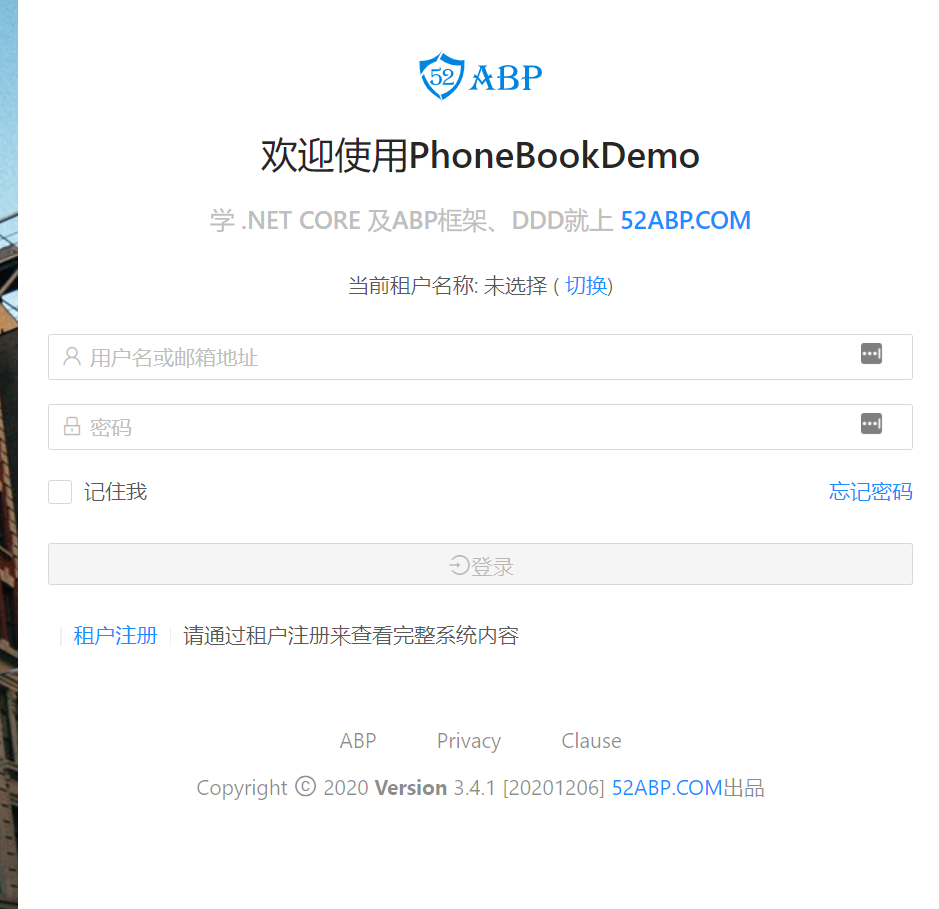 52 ABP
欢迎使用PhoneBookDemo
学 .NET CORE 及ABP框架、DDD就上 52ABP.COM
当前租户名称: 未选择 ( 切换)
用户名或邮箱地址
密码
记住我 忘记密码
登录
租户注册 请通过租户注册来查看完整系统内容
ABP Privacy Clause
Copyright © 2020 Version 3.4.1 [20201206] 52ABP.COM出品